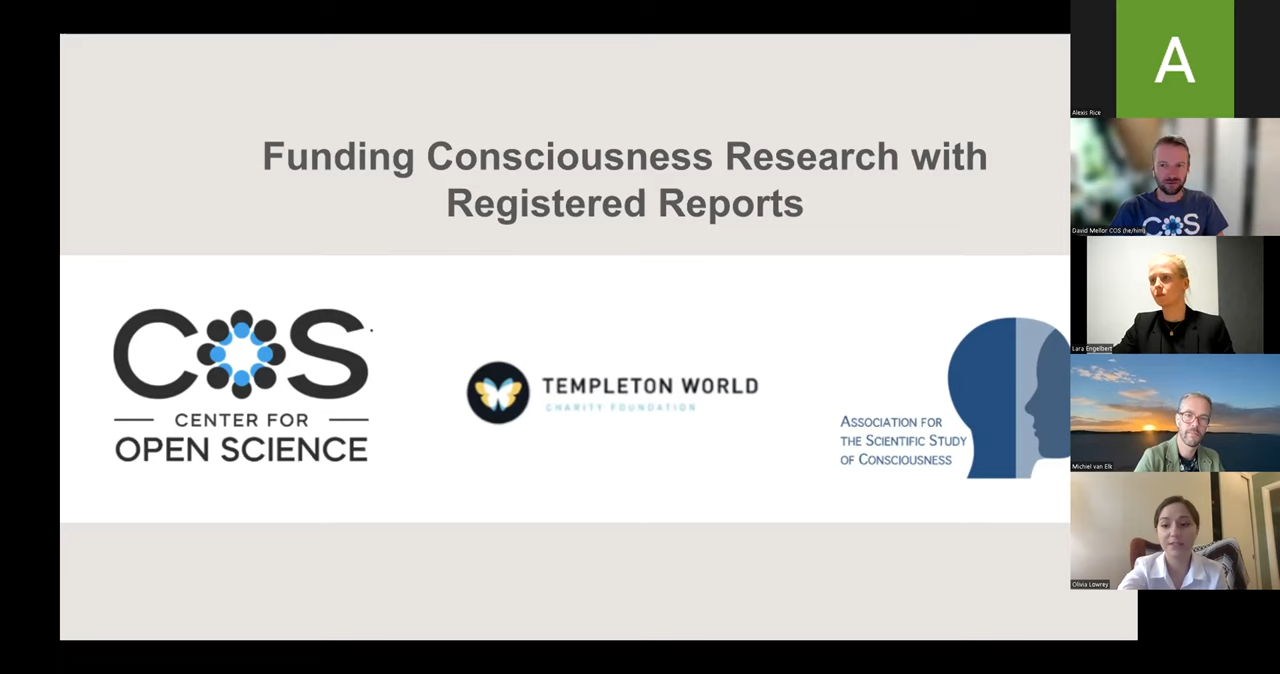 Funding Consciousness Research with
Registered Reports
COS
CENTER FOR
OPEN SCIENCE
TEMPLETON WORLD
CHARITY FOUNDATION
ASSOCIATION FOR
THE SCIENTIFIC STUDY
OF CONSCIOUSNESS
A
Alexis Rice
COS
David Mellor COS (he/him)
Lara Engelbert
Michiel van Elk
Olivia Lowrey